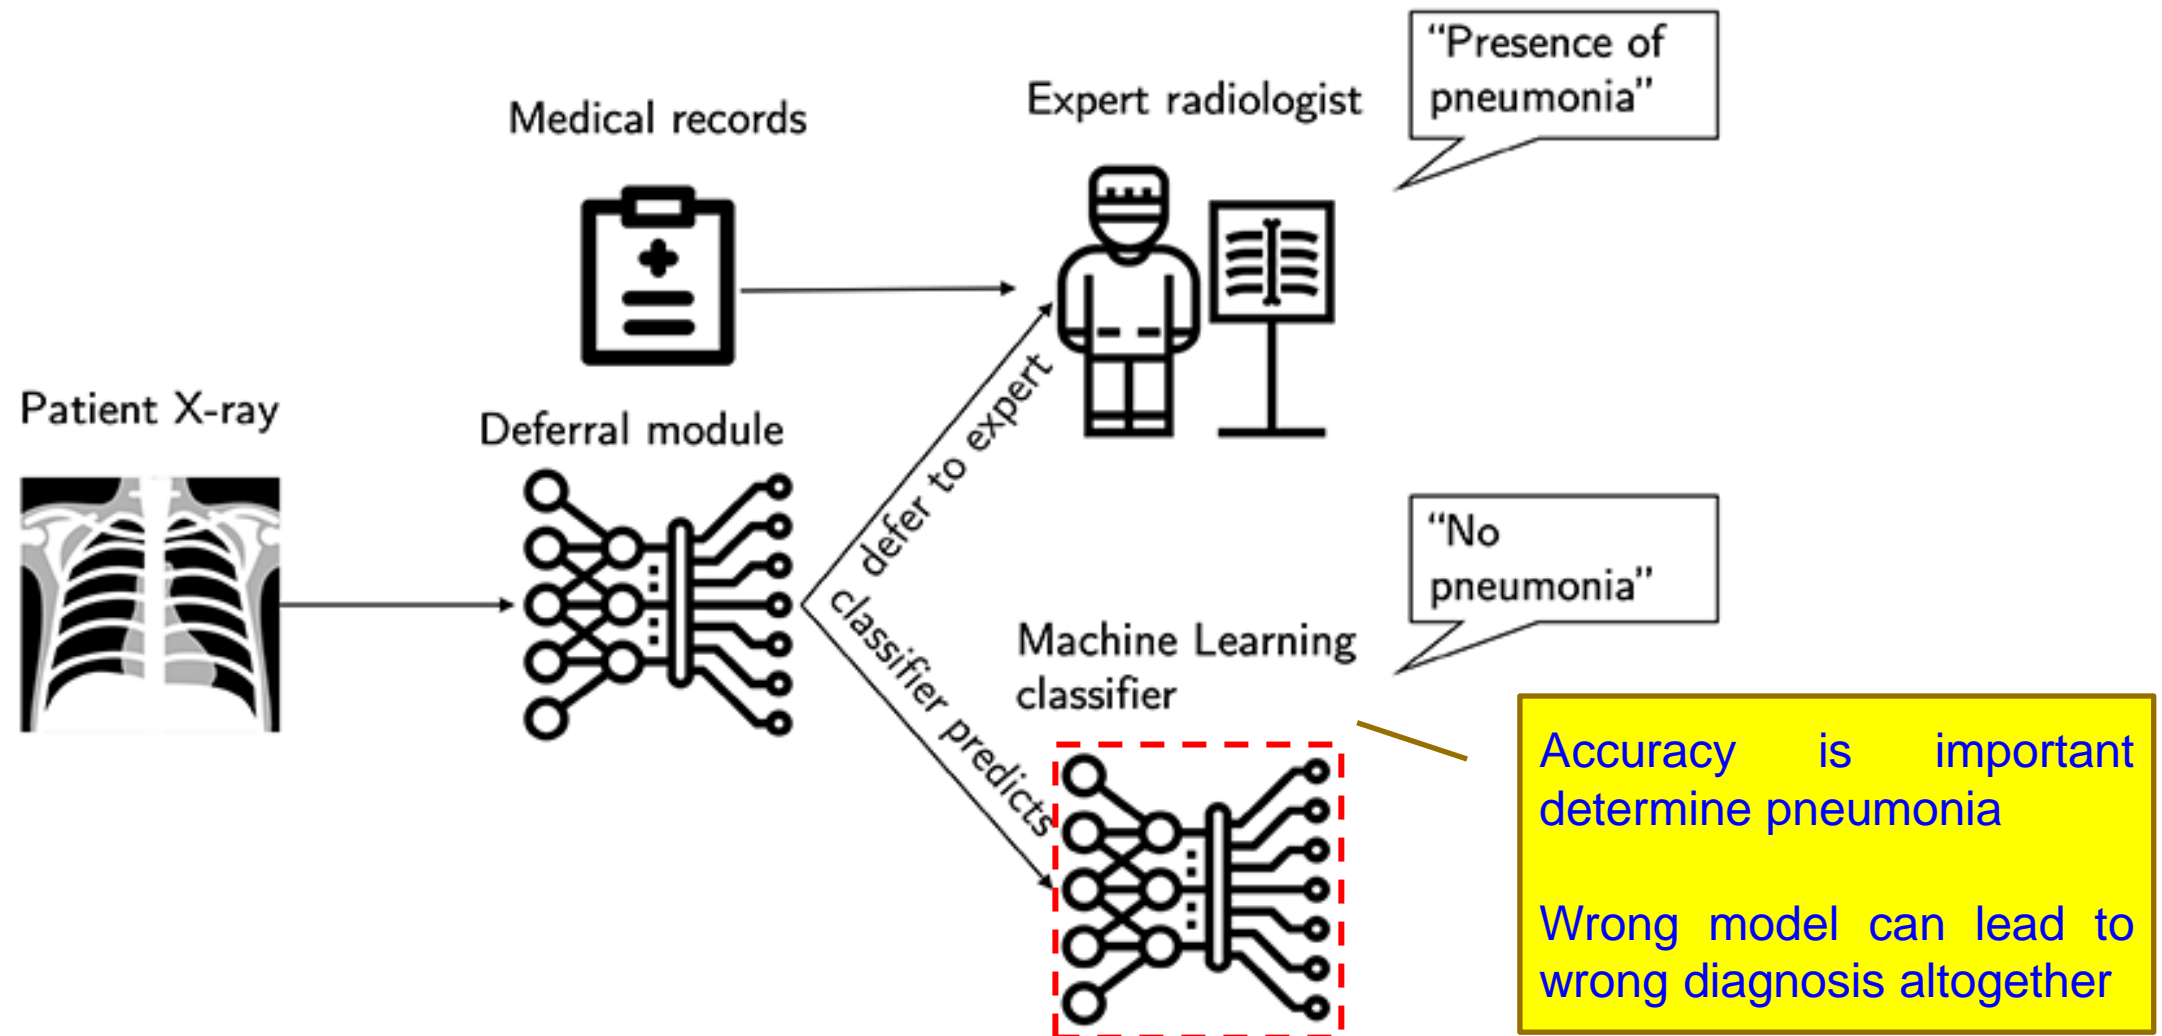 Medical records
Expert radiologist
“Presence of
pneumonia”
Patient X-ray
Deferral module
defer to expert
classifier predicts
“No
pneumonia”
Machine Learning
classifier
Accuracy is important
determine pneumonia
Wrong model can lead to
wrong diagnosis altogether